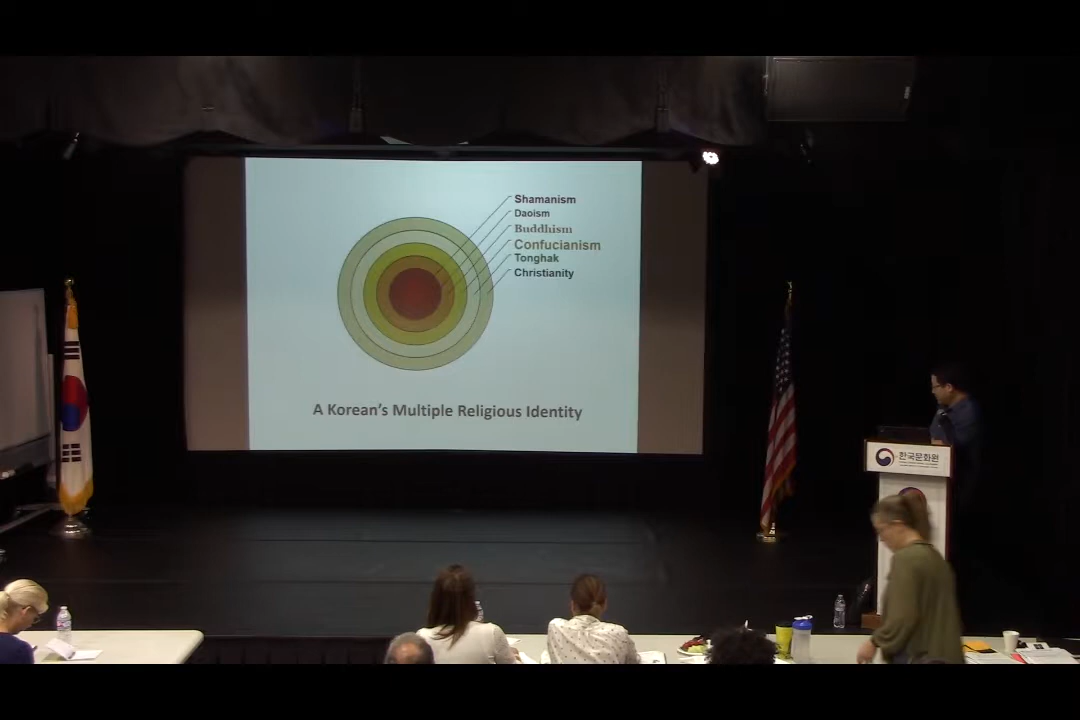 Shamanism
Daoism
Buddhism
Confucianism
Tonghak
Christianity
A Korean's Multiple Religious Identity
한국문화원